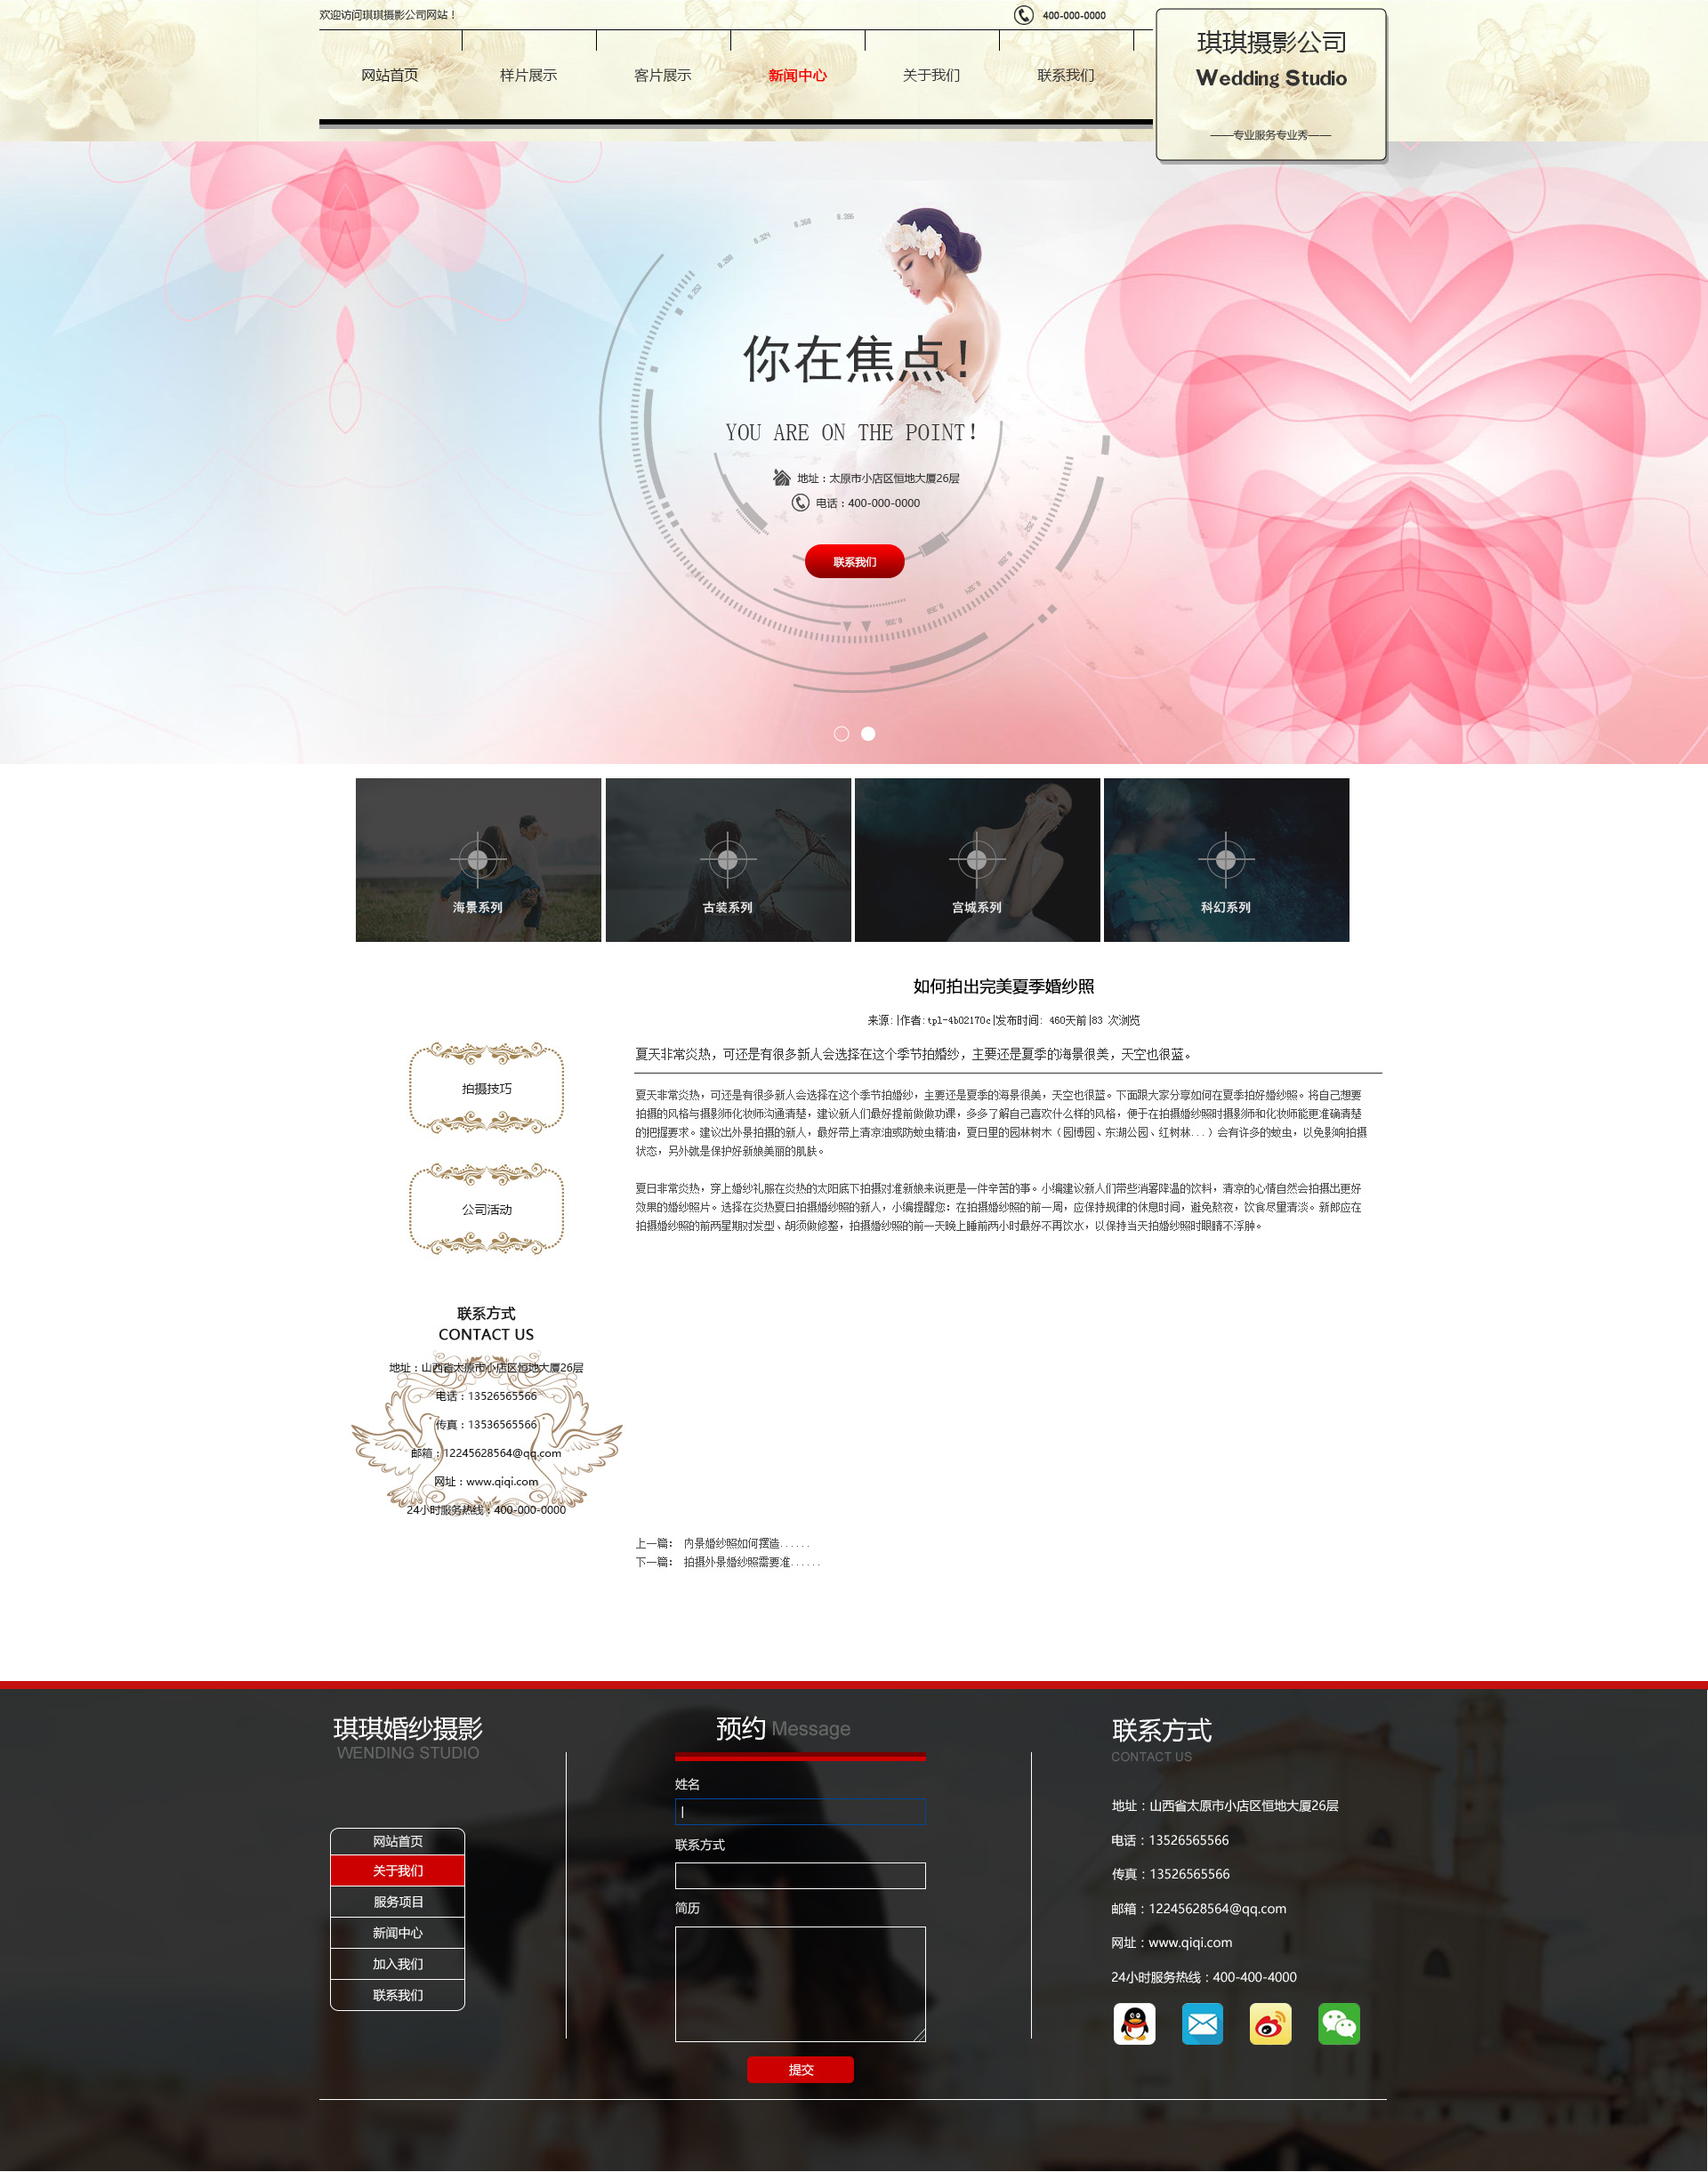 欢迎访问琪琪摄影公司网站！
400-000-0000
琪琪摄影公司
Wedding Studio
——专业服务专业秀——
网站首页 样片展示 客片展示 新闻中心 关于我们 联系我们
0.252
0.288
0.324
0.360
0.396
你在焦点!
YOU ARE ON THE POINT!
地址：太原市小店区恒地大厦26层
电话：400-000-0000
联系我们
海景系列 古装系列 宫城系列 科幻系列
如何拍出完美夏季婚纱照
来源:|作者:tpl-4b02170c|发布时间: 460天前|83 次浏览
夏天非常炎热，可还是有很多新人会选择在这个季节拍婚纱，主要还是夏季的海景很美，天空也很蓝。
夏天非常炎热，可还是有很多新人会选择在这个季节拍婚纱，主要还是夏季的海景很美，天空也很蓝。下面跟大家分享如何在夏季拍好婚纱照。将自己想要
拍摄的风格与摄影师化妆师沟通清楚，建议新人们最好提前做做功课，多多了解自己喜欢什么样的风格，便于在拍摄婚纱照时摄影师和化妆师能更准确清楚
的把握要求。建议出外景拍摄的新人，最好带上清凉油或防蚊虫精油，夏日里的园林树木（园博园、东湖公园、红树林...）会有许多的蚊虫，以免影响拍摄
状态，另外就是保护好新娘美丽的肌肤。
夏日非常炎热，穿上婚纱礼服在炎热的太阳底下拍摄对准新娘来说更是一件辛苦的事。小编建议新人们带些消暑降温的饮料，清凉的心情自然会拍摄出更好
效果的婚纱照片。选择在炎热夏日拍摄婚纱照的新人，小编提醒您：在拍摄婚纱照的前一周，应保持规律的休息时间，避免熬夜，饮食尽量清淡。新郎应在
拍摄婚纱照的前两星期对发型、胡须做修整，拍摄婚纱照的前一天晚上睡前两小时最好不再饮水，以保持当天拍婚纱照时眼睛不浮肿。
拍摄技巧
公司活动
联系方式
CONTACT US
地址：山西省太原市小店区恒地大厦26层
电话：13526565566
传真：13536565566
邮箱：12245628564@qq.com
网址：www.qiqi.com
24小时服务热线：400-000-0000
上一篇： 内景婚纱照如何摆造......
下一篇： 拍摄外景婚纱照需要准......
琪琪婚纱摄影
WENDING STUDIO
网站首页
关于我们
服务项目
新闻中心
加入我们
联系我们
预约 Message
姓名
联系方式
简历
提交
联系方式
CONTACT US
地址：山西省太原市小店区恒地大厦26层
电话：13526565566
传真：13526565566
邮箱：12245628564@qq.com
网址：www.qiqi.com
24小时服务热线：400-400-4000